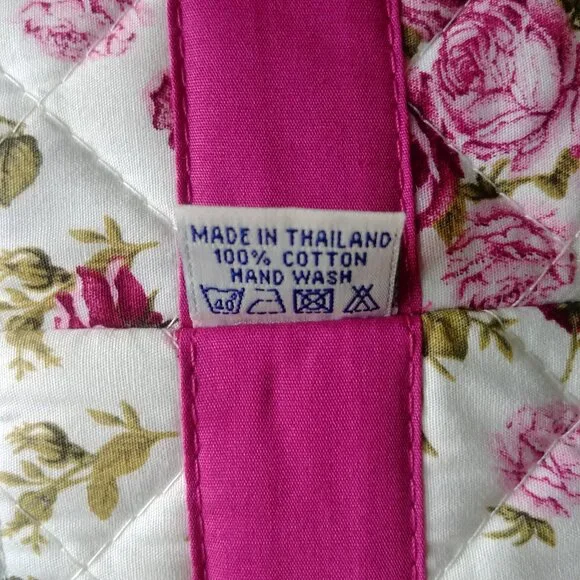 MADE IN THAILAND
100% COTTON
HAND WASH
40